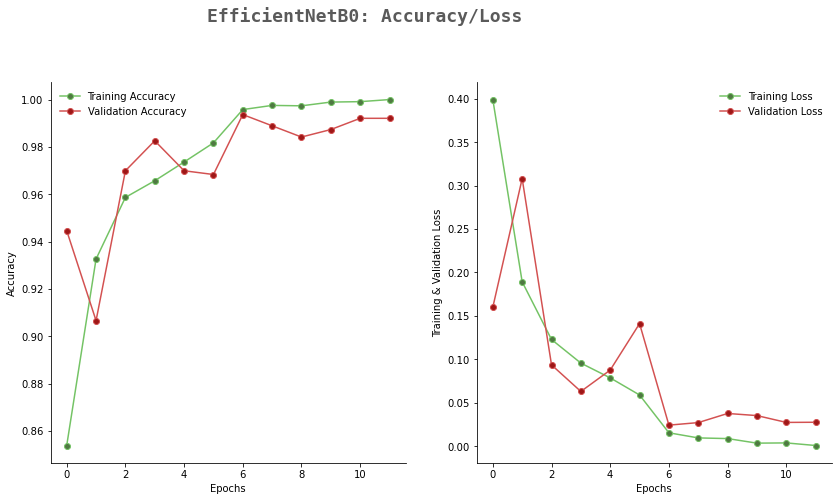 EfficientNetB0: Accuracy/Loss
Training Accuracy
Validation Accuracy
1.00
0.98
0.96
0.94
0.92
0.90
0.88
0.86
Accuracy
0 2 4 6 8 10
Epochs
Training Loss
Validation Loss
0.40
0.35
0.30
0.25
0.20
0.15
0.10
0.05
0.00
Training & Validation Loss
0 2 4 6 8 10
Epochs